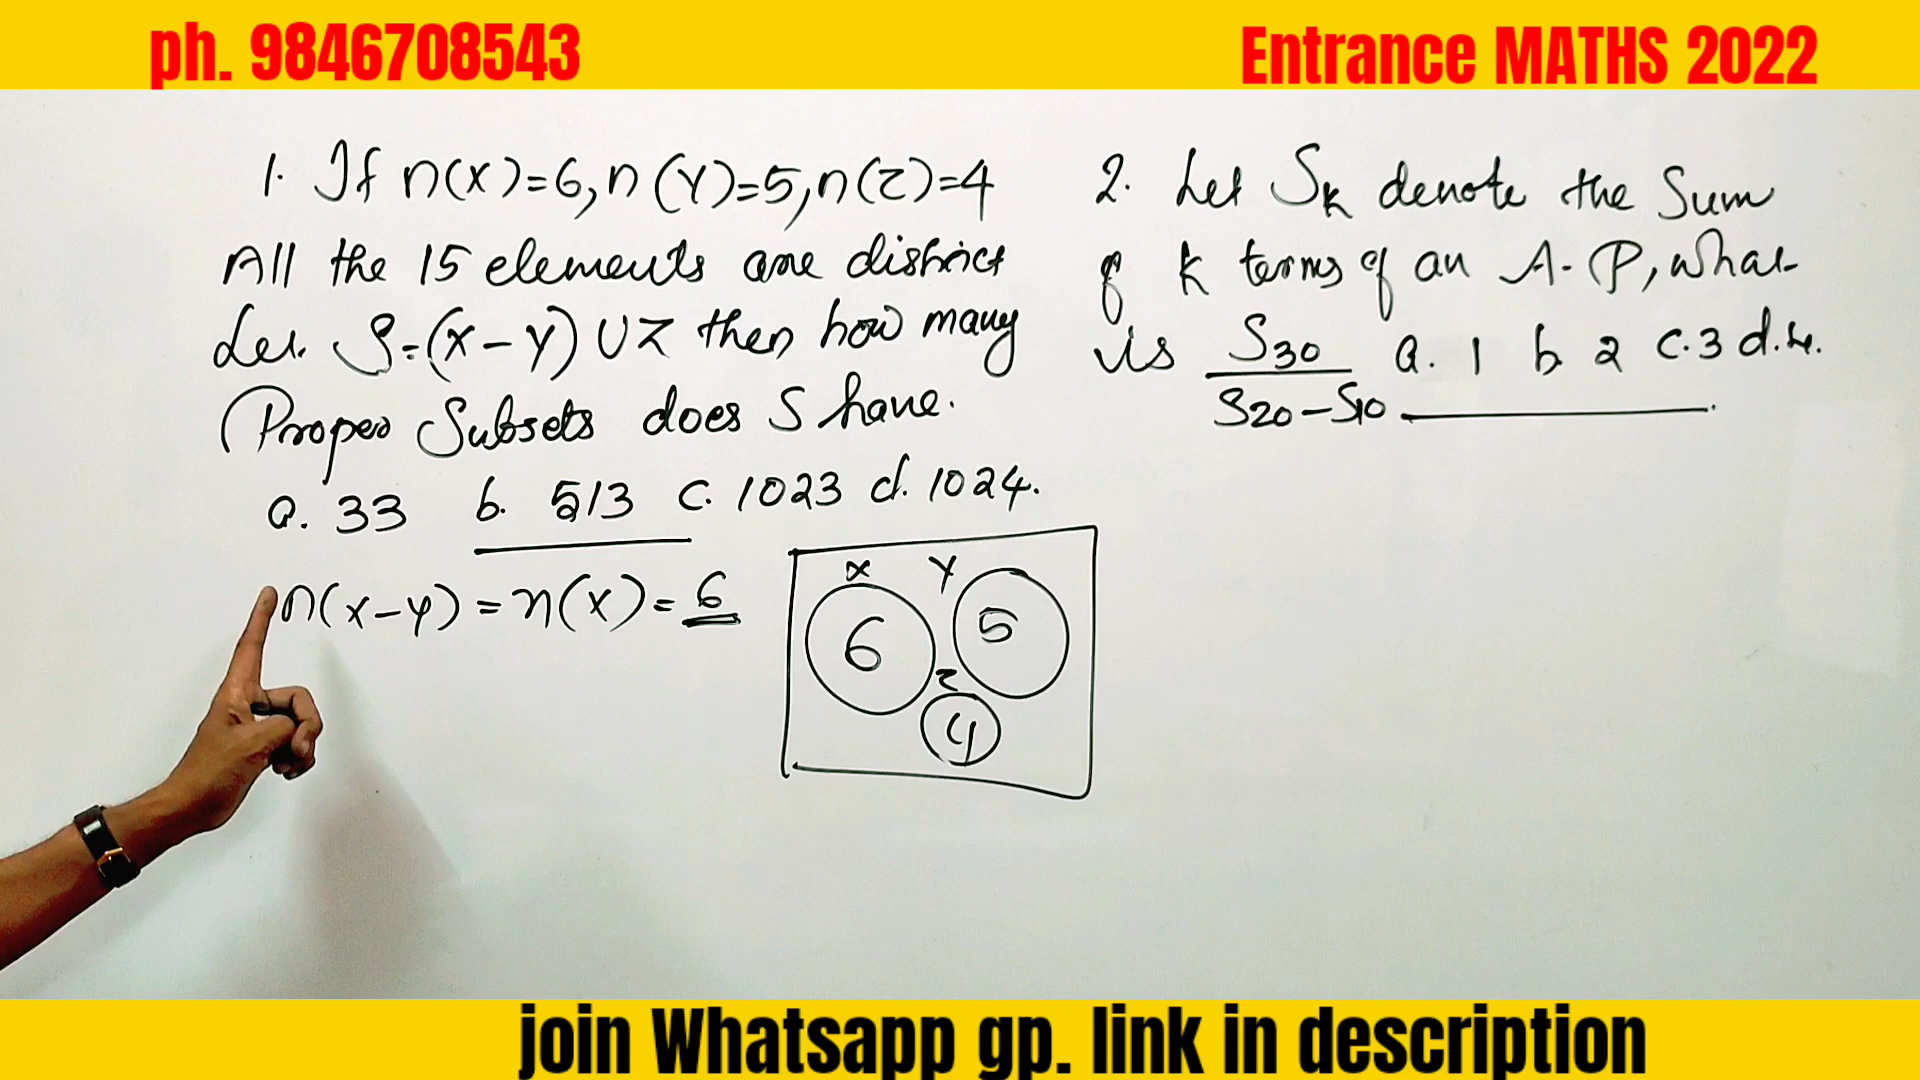 ph. 9846708543
Entrance MATHS 2022
1. If n(X)=6, n(Y)=5, n(Z)=4
All the 15 elements are distinct
Let S=(X-Y)UZ then how many
Proper Subsets does S have.
a. 33 b. 513 c. 1023 d. 1024.
n(x-y) = n(x) = 6
X Y
6 5
Z
4
2. Let Sk denote the Sum
of k terms of an A.P, what
is S30/S20-S10 a. 1 b. 2 c. 3 d. 4.
join Whatsapp gp. link in description